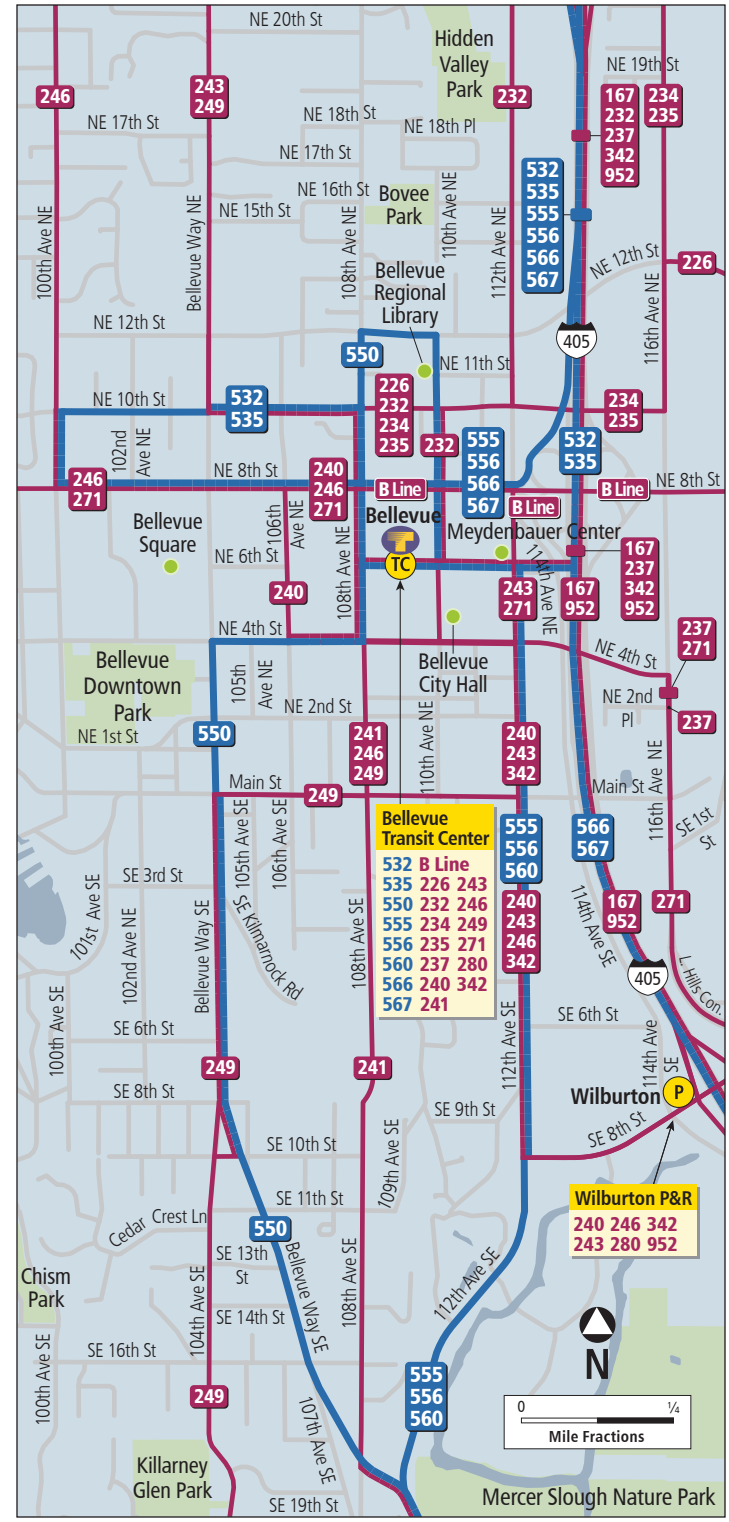 NE 20th St
Hidden
Valley
Park
NE 19th St
246
243
249
232
167
232
237
342
952
234
235
NE 18th St
NE 17th St
NE 18th Pl
NE 17th St
532
535
555
556
566
567
NE 16th St
Bovee
Park
NE 15th St
100th Ave NE
Bellevue Way NE
108th Ave NE
110th Ave NE
112th Ave NE
NE 12th St
226
116th Ave NE
Bellevue
Regional
Library
NE 12th St
405
550
NE 11th St
226
232
234
235
NE 10th St
532
535
234
235
102nd
Ave NE
232
555
556
566
567
532
535
NE 8th St
240
246
271
246
271
B Line
B Line
NE 8th St
B Line
Bellevue
Square
106th
Ave NE
Bellevue
Meydenbauer Center
T
TC
NE 6th St
108th Ave NE
114th Ave NE
167
237
342
952
240
243
271
167
952
NE 4th St
237
271
NE 4th St
Bellevue
Downtown
Park
105th
Ave NE
Bellevue
City Hall
NE 2nd
Pl
237
NE 2nd St
110th Ave NE
NE 1st St
550
241
246
249
240
243
342
116th Ave NE
Main St
249
Main St
SE 1st
St
Bellevue
Transit Center
532 B Line
535 226 243
550 232 246
555 234 249
556 235 271
560 237 280
566 240 342
567 241
555
556
560
566
567
105th Ave SE
106th Ave SE
SE 3rd St
101st Ave SE
102nd Ave NE
Bellevue Way SE
SE Kilmarnock Rd
108th Ave SE
240
243
246
342
114th Ave SE
167
952
271
405
L. Hills Con.
100th Ave SE
SE 6th St
112th Ave SE
SE 6th St
114th Ave
SE
249
241
SE 8th St
Wilburton
P
SE 9th St
SE 8th St
SE 10th St
109th Ave SE
SE 11th St
Wilburton P&R
240 246 342
243 280 952
Cedar Crest Ln
550
SE 13th
St
Bellevue Way SE
112th Ave SE
Chism
Park
104th Ave SE
108th Ave SE
SE 14th St
N
100th Ave SE
SE 16th St
555
556
560
249
107th Ave SE
0 ¼
Mile Fractions
Killarney
Glen Park
SE 19th St
Mercer Slough Nature Park